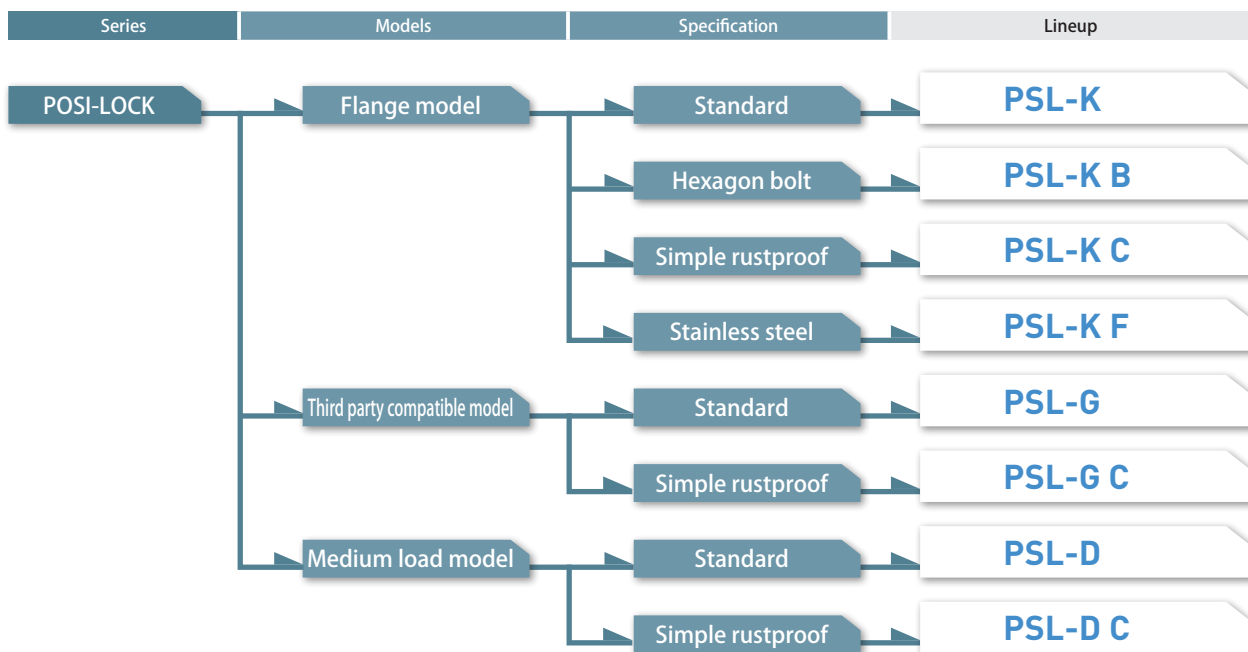 Series Models Specification Lineup
POSI-LOCK Flange model Standard PSL-K
Hexagon bolt PSL-K B
Simple rustproof PSL-K C
Stainless steel PSL-K F
Third party compatible model Standard PSL-G
Simple rustproof PSL-G C
Medium load model Standard PSL-D
Simple rustproof PSL-D C